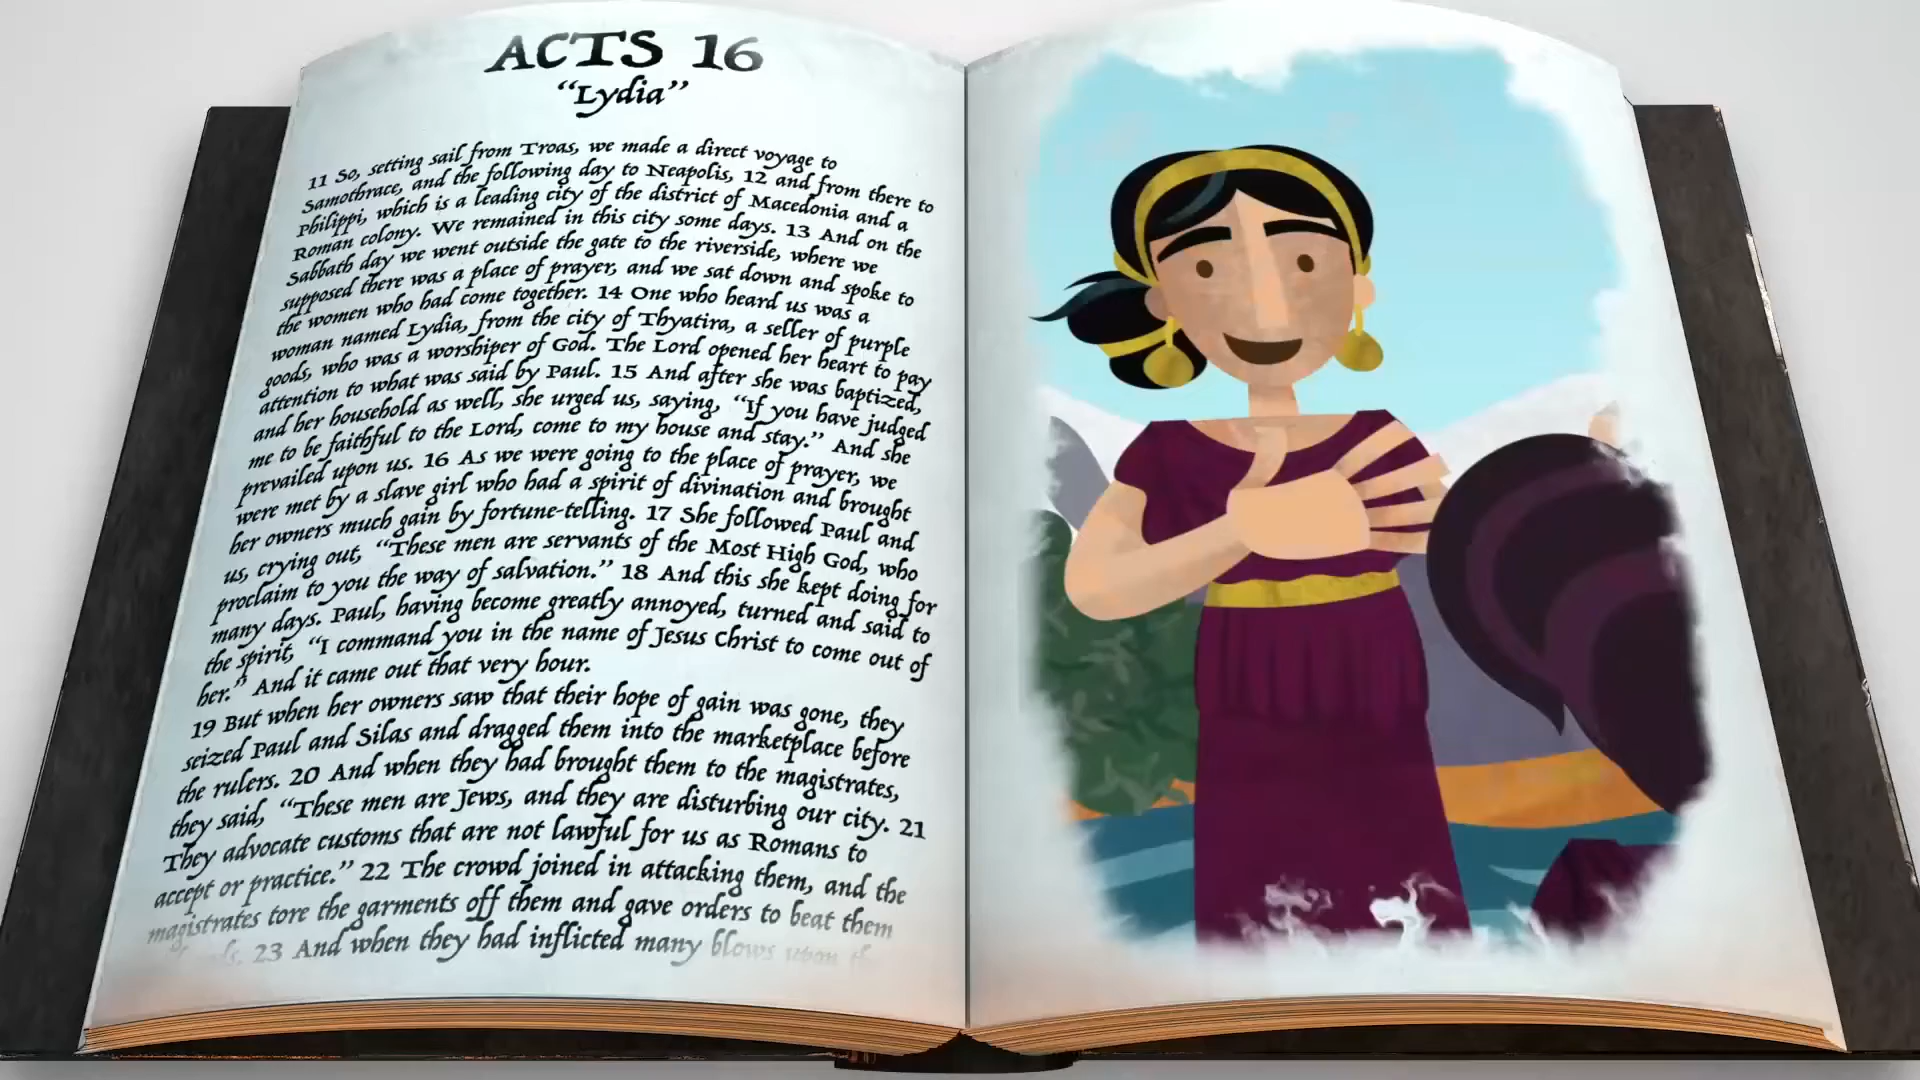 ACTS 16
“Lydia”
11 So, setting sail from Troas, we made a direct voyage to
Samothrace, and the following day to Neapolis, 12 and from there to
Philippi, which is a leading city of the district of Macedonia and a
Roman colony. We remained in this city some days. 13 And on the
Sabbath day we went outside the gate to the riverside, where we
supposed there was a place of prayer, and we sat down and spoke to
the women who had come together. 14 One who heard us was a
woman named Lydia, from the city of Thyatira, a seller of purple
goods, who was a worshiper of God. The Lord opened her heart to pay
attention to what was said by Paul. 15 And after she was baptized,
and her household as well, she urged us, saying, “If you have judged
me to be faithful to the Lord, come to my house and stay.” And she
prevailed upon us. 16 As we were going to the place of prayer, we
were met by a slave girl who had a spirit of divination and brought
her owners much gain by fortune-telling. 17 She followed Paul and
us, crying out, “These men are servants of the Most High God, who
proclaim to you the way of salvation.” 18 And this she kept doing for
many days. Paul, having become greatly annoyed, turned and said to
the spirit, “I command you in the name of Jesus Christ to come out of
her.” And it came out that very hour.
19 But when her owners saw that their hope of gain was gone, they
seized Paul and Silas and dragged them into the marketplace before
the rulers. 20 And when they had brought them to the magistrates,
they said, “These men are Jews, and they are disturbing our city. 21
They advocate customs that are not lawful for us as Romans to
accept or practice.” 22 The crowd joined in attacking them, and the
magistrates tore the garments off them and gave orders to beat them
23 And when they had inflicted many blows upon